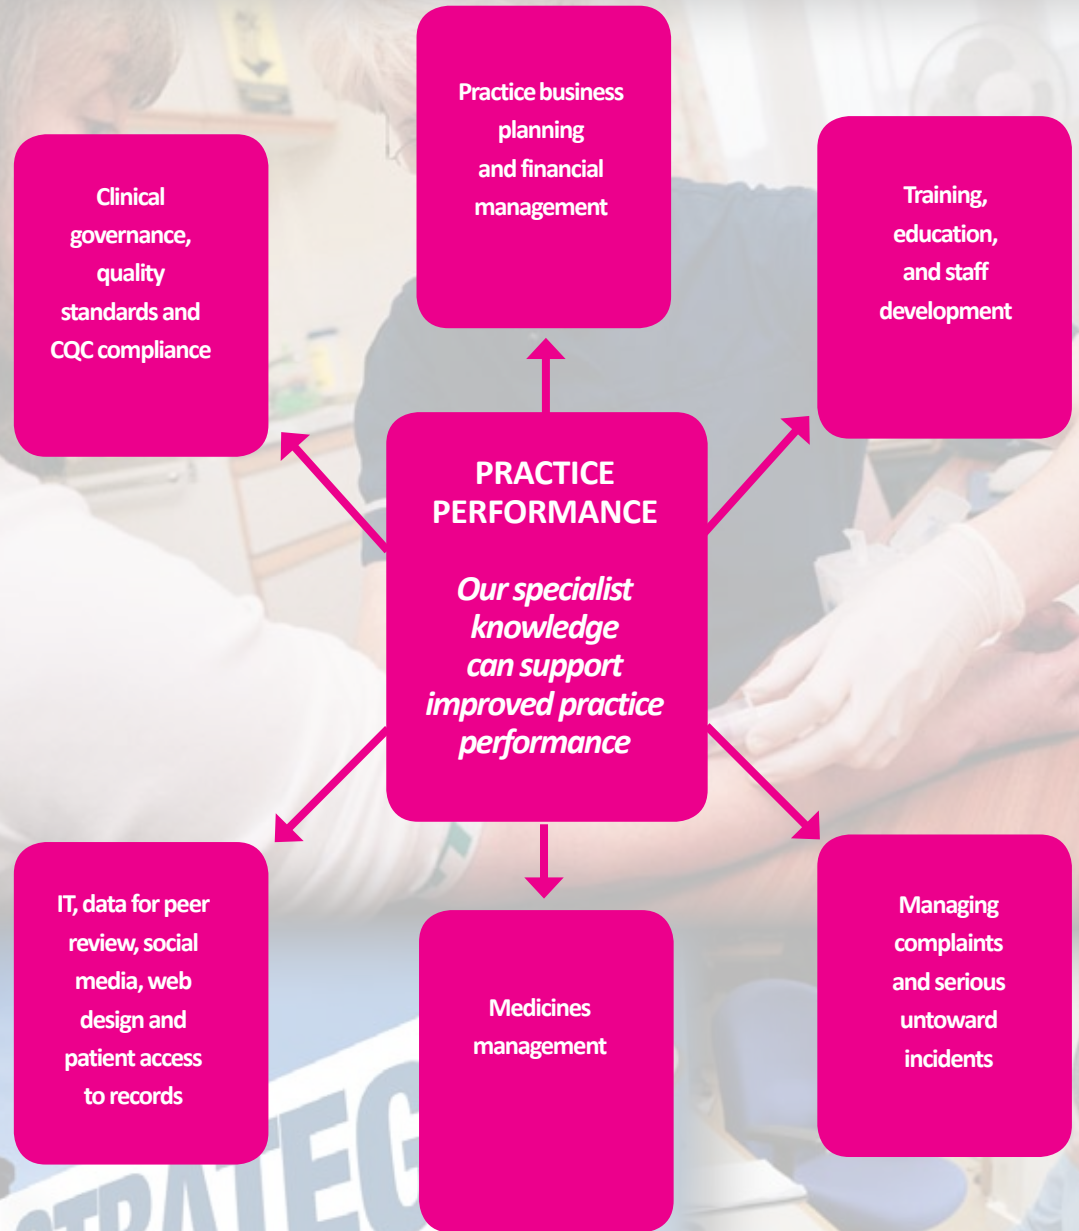 Practice business
planning
and financial
management
Clinical
governance,
quality
standards and
CQC compliance
Training,
education,
and staff
development
PRACTICE
PERFORMANCE
Our specialist
knowledge
can support
improved practice
performance
IT, data for peer
review, social
media, web
design and
patient access
to records
Medicines
management
Managing
complaints
and serious
untoward
incidents